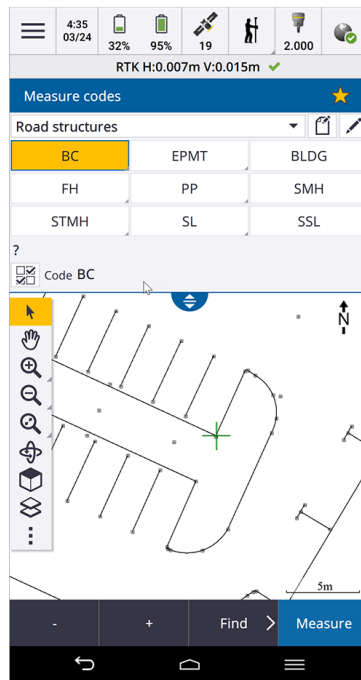 4:35
03/24
32%
95%
19
2.000
RTK H:0.007m V:0.015m
Measure codes
Road structures
BC
EPMT
BLDG
FH
PP
SMH
STMH
SL
SSL
?
Code BC
N
5m
-
+
Find
Measure